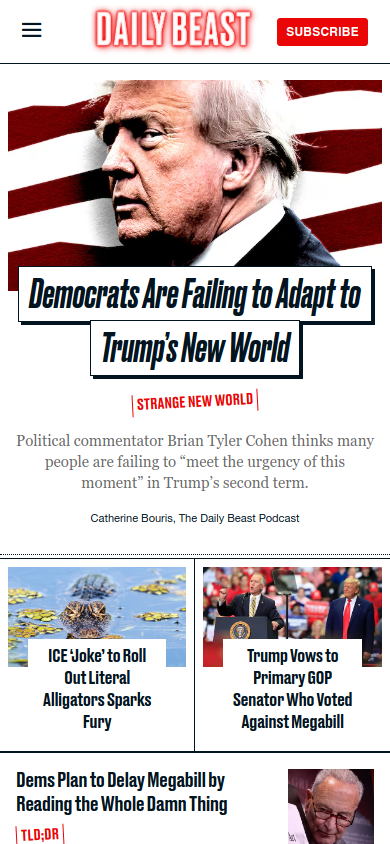 DAILY BEAST
SUBSCRIBE
Democrats Are Failing to Adapt to
Trump’s New World
STRANGE NEW WORLD
Political commentator Brian Tyler Cohen thinks many
people are failing to “meet the urgency of this
moment” in Trump’s second term.
Catherine Bouris, The Daily Beast Podcast
ICE ‘Joke’ to Roll
Out Literal
Alligators Sparks
Fury
Trump Vows to
Primary GOP
Senator Who Voted
Against Megabill
Dems Plan to Delay Megabill by
Reading the Whole Damn Thing
TLD;DR